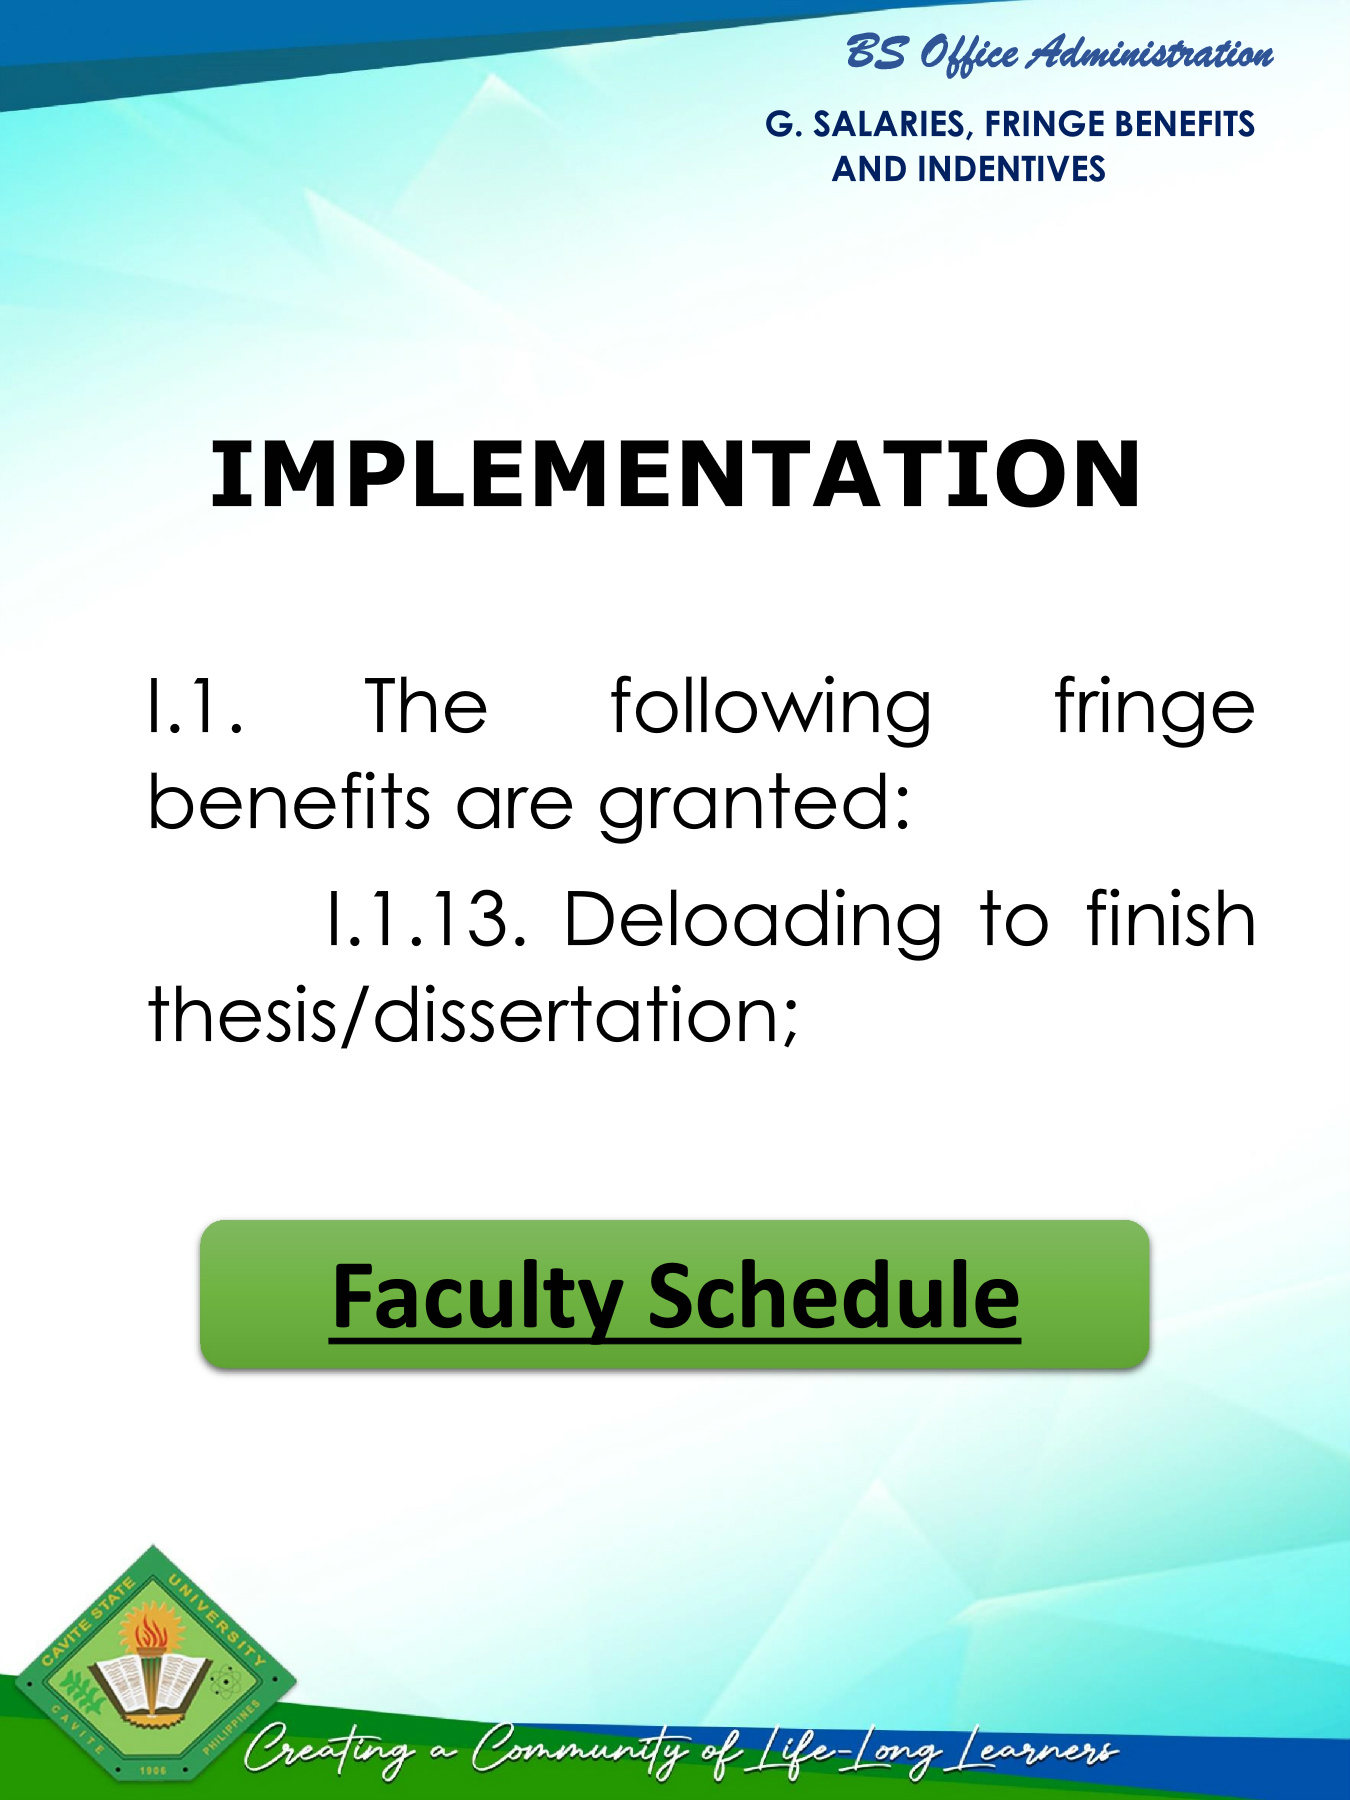 BS Office Administration
G. SALARIES, FRINGE BENEFITS
AND INDENTIVES
IMPLEMENTATION
I.1. The following fringe
benefits are granted:
I.1.13. Deloading to finish
thesis/dissertation;
Faculty Schedule
CAVITE STATE UNIVERSITY
CAVITE PHILIPPINES
1906
Creating a Community of Life-Long Learners